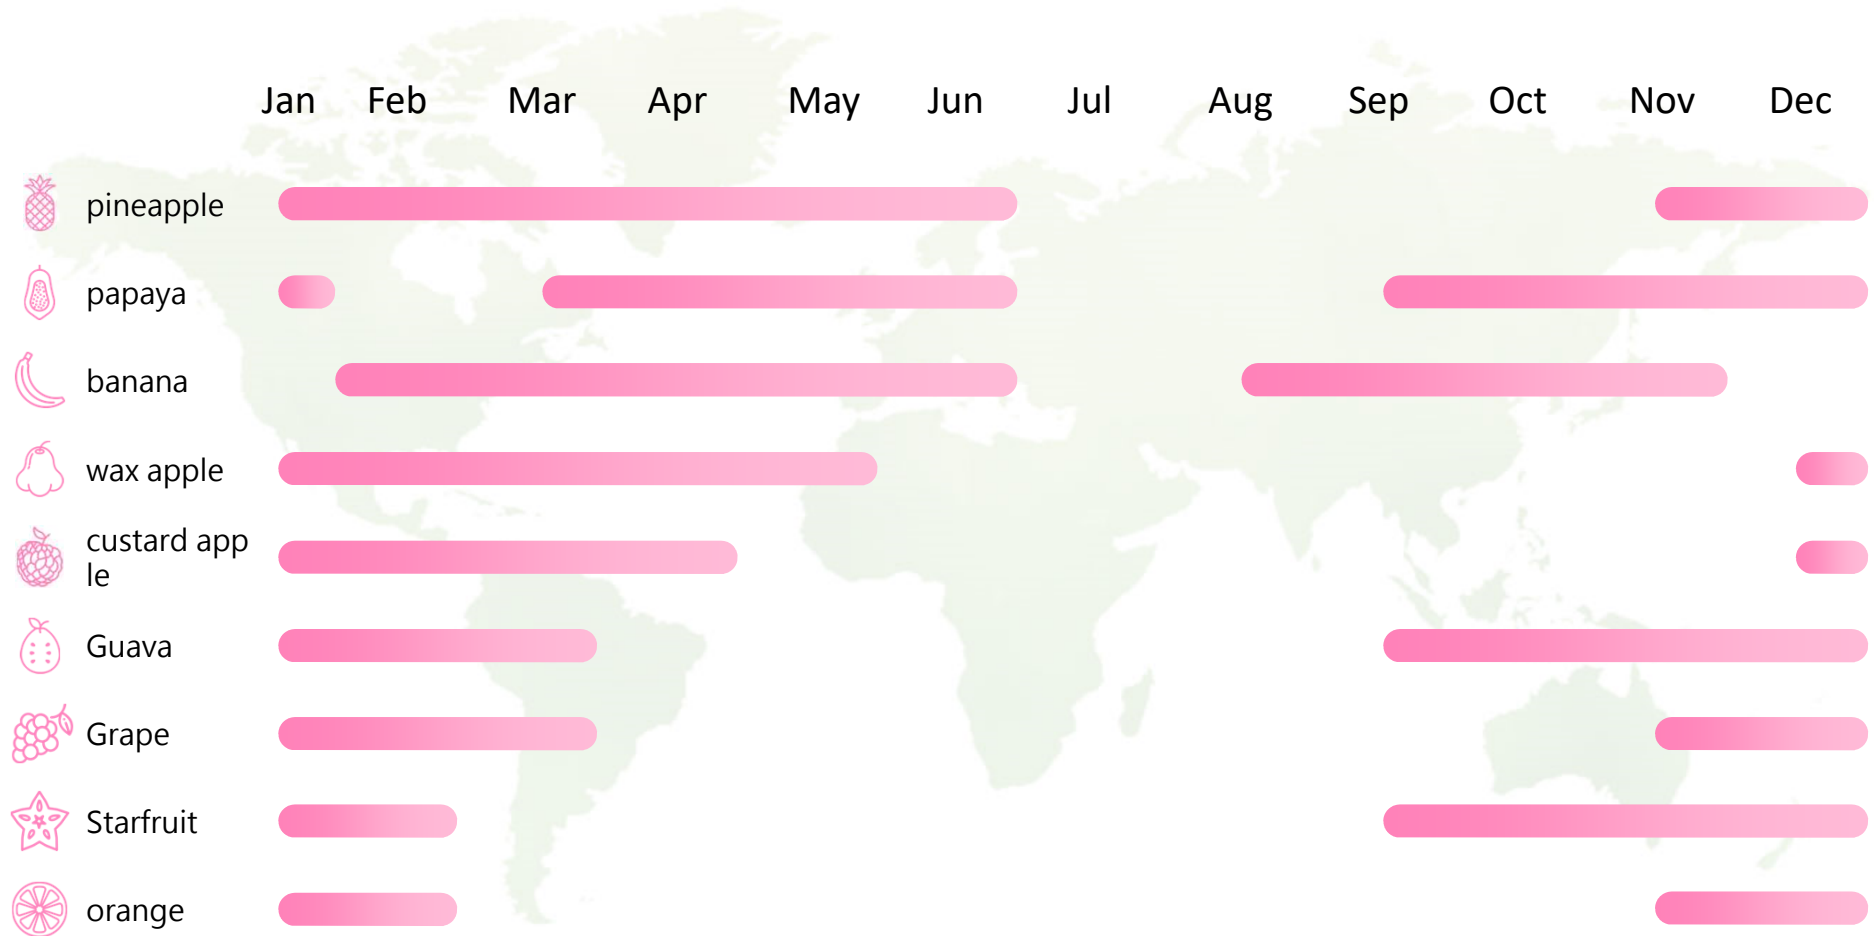 Jan Feb Mar Apr May Jun Jul Aug Sep Oct Nov Dec
pineapple
papaya
banana
wax apple
custard app
le
Guava
Grape
Starfruit
orange